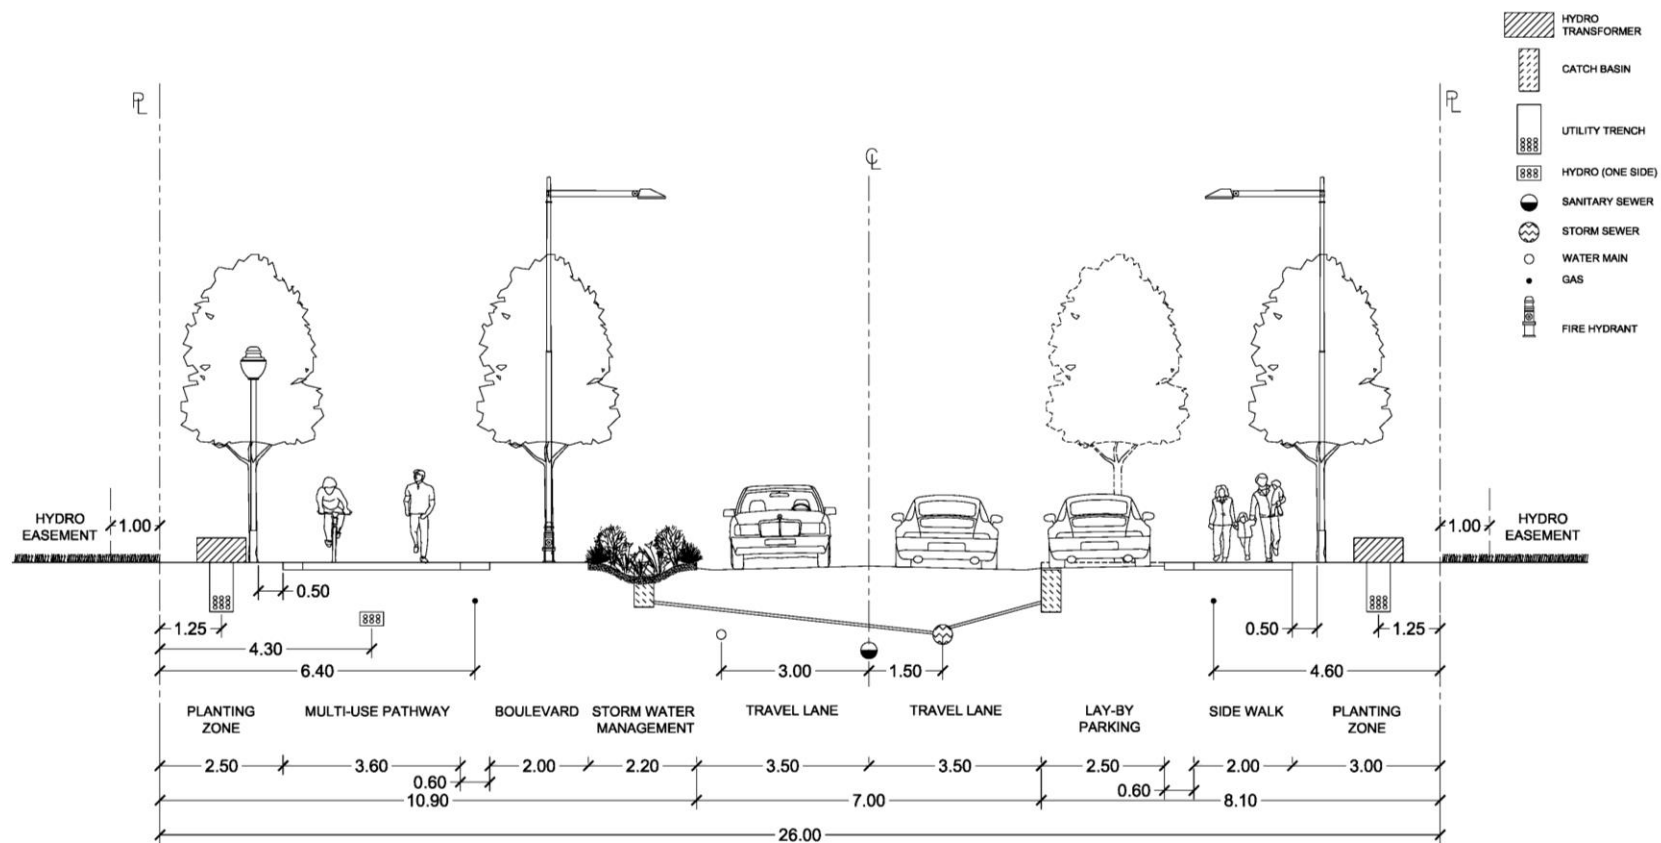 HYDRO
TRANSFORMER
CATCH BASIN
UTILITY TRENCH
HYDRO (ONE SIDE)
SANITARY SEWER
STORM SEWER
WATER MAIN
GAS
FIRE HYDRANT
PL
PL
CL
HYDRO
EASEMENT
1.00
1.00
HYDRO
EASEMENT
0.50
1.25
4.30
6.40
3.00
1.50
0.50
1.25
4.60
PLANTING
ZONE
MULTI-USE PATHWAY
BOULEVARD
STORM WATER
MANAGEMENT
TRAVEL LANE
TRAVEL LANE
LAY-BY
PARKING
SIDE WALK
PLANTING
ZONE
2.50
3.60
0.60
2.00
2.20
3.50
3.50
2.50
0.60
2.00
3.00
10.90
7.00
8.10
26.00